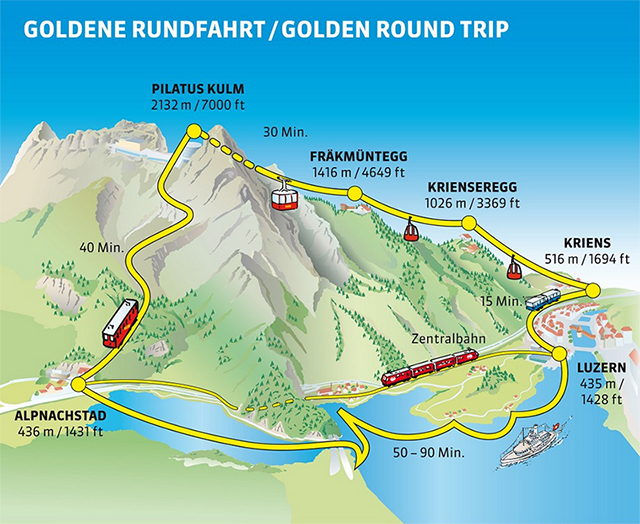 GOLDENE RUNDFAHRT / GOLDEN ROUND TRIP
PILATUS KULM
2132 m / 7000 ft
30 Min.
FRÄKMÜNTEGG
1416 m / 4649 ft
KRIENSEREGG
1026 m / 3369 ft
KRIENS
516 m / 1694 ft
40 Min.
15 Min.
Zentralbahn
LUZERN
435 m /
1428 ft
ALPNACHSTAD
436 m / 1431 ft
50 – 90 Min.